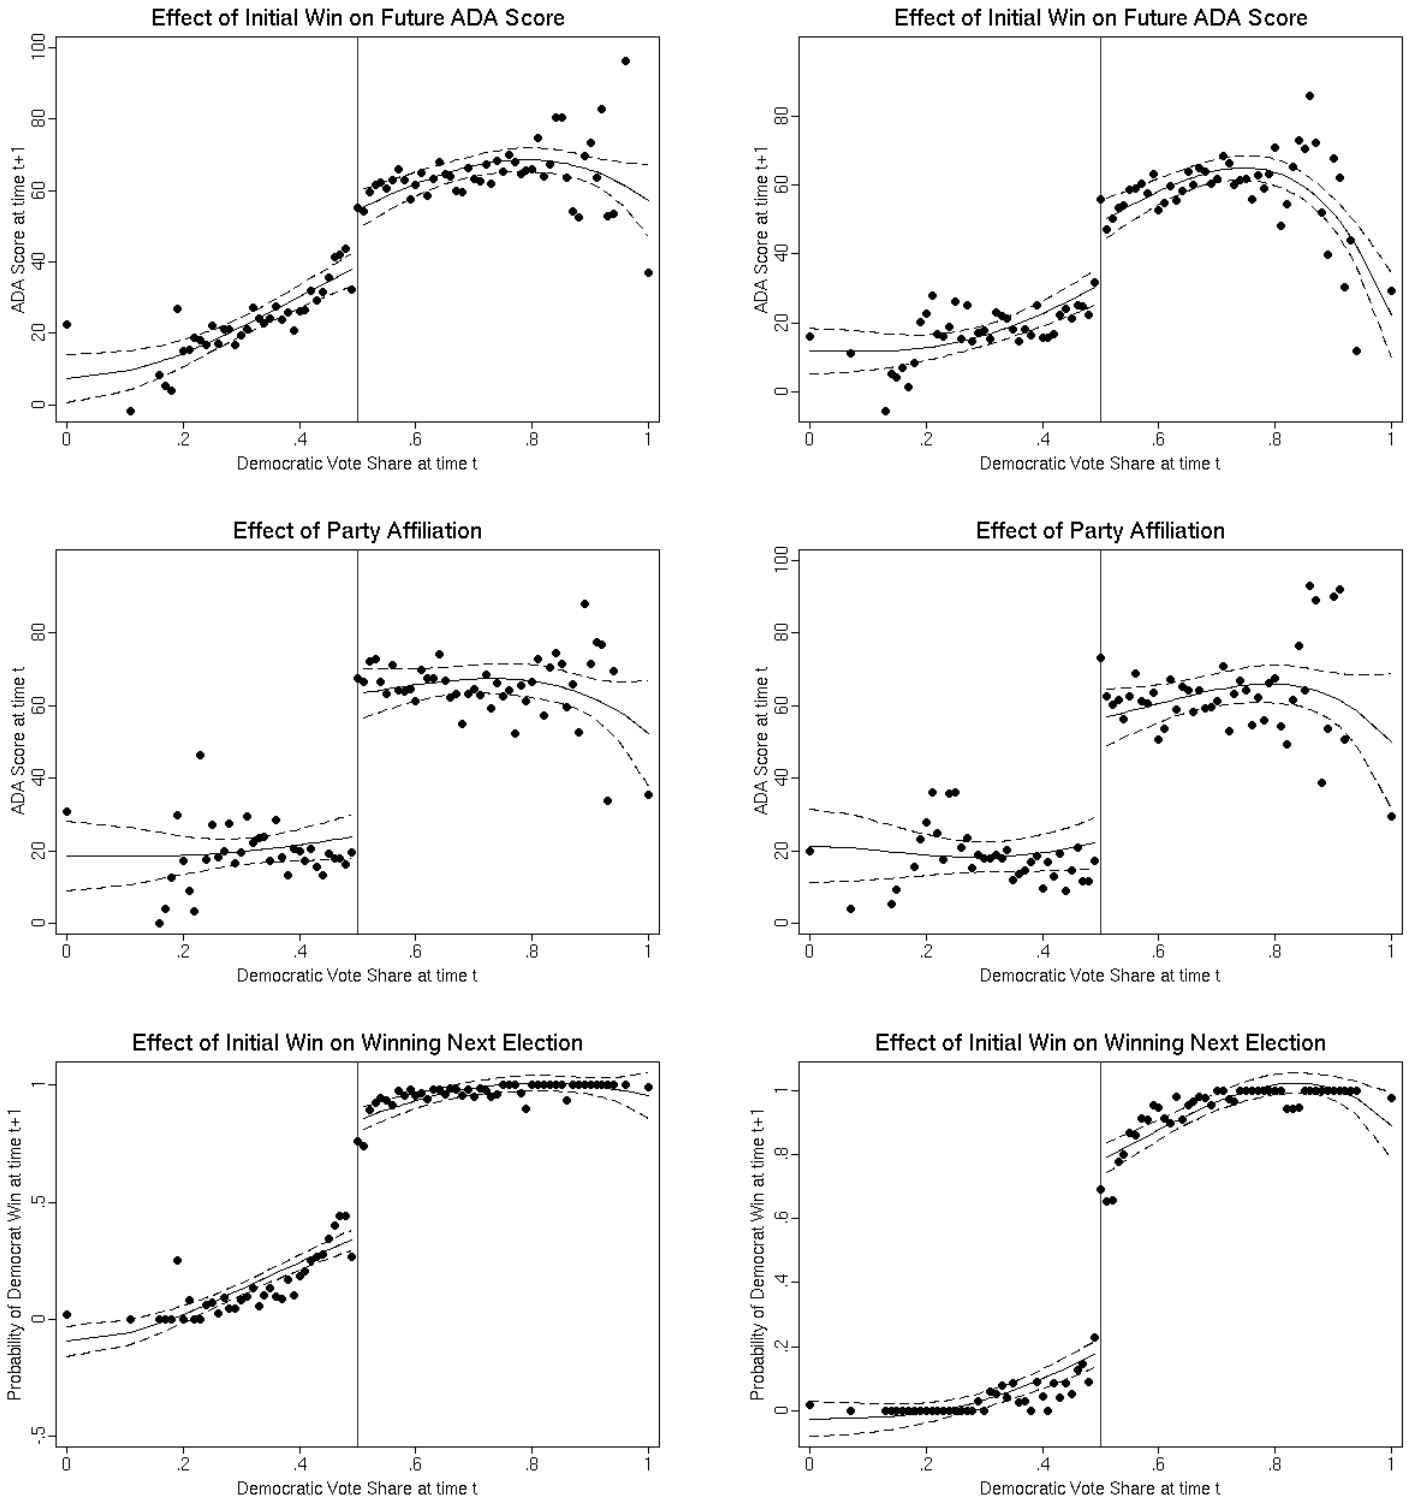 Effect of Initial Win on Future ADA Score
ADA Score at time t+1
100
80
60
40
20
0
0 .2 .4 .6 .8 1
Democratic Vote Share at time t
Effect of Initial Win on Future ADA Score
ADA Score at time t+1
80
60
40
20
0
0 .2 .4 .6 .8 1
Democratic Vote Share at time t
Effect of Party Affiliation
ADA Score at time t
80
60
40
20
0
0 .2 .4 .6 .8 1
Democratic Vote Share at time t
Effect of Party Affiliation
ADA Score at time t
100
80
60
40
20
0
0 .2 .4 .6 .8 1
Democratic Vote Share at time t
Effect of Initial Win on Winning Next Election
Probability of Democrat Win at time t+1
1
.5
0
-.5
0 .2 .4 .6 .8 1
Democratic Vote Share at time t
Effect of Initial Win on Winning Next Election
Probability of Democrat Win at time t+1
1
.8
.6
.4
.2
0
0 .2 .4 .6 .8 1
Democratic Vote Share at time t